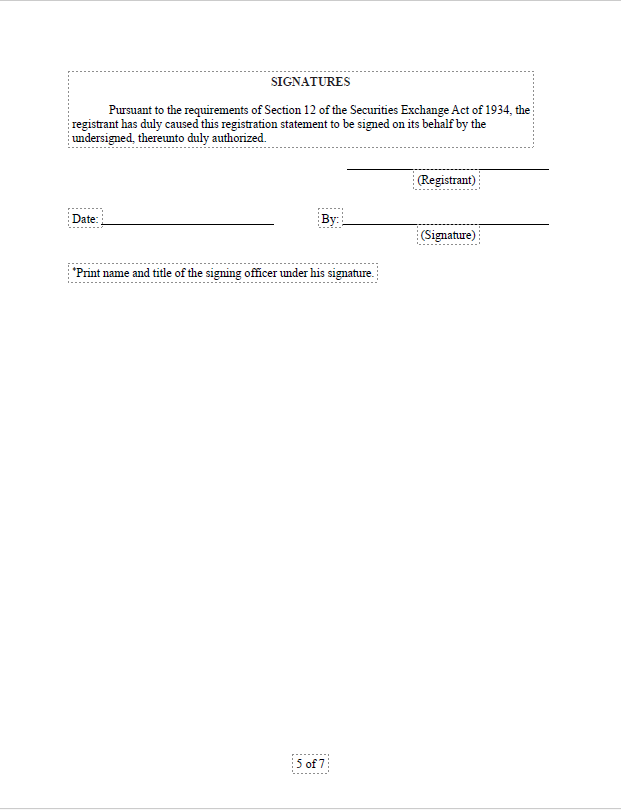 SIGNATURES
Pursuant to the requirements of Section 12 of the Securities Exchange Act of 1934, the
registrant has duly caused this registration statement to be signed on its behalf by the
undersigned, thereunto duly authorized.
(Registrant)
Date: By:
(Signature)
*Print name and title of the signing officer under his signature.
5 of 7